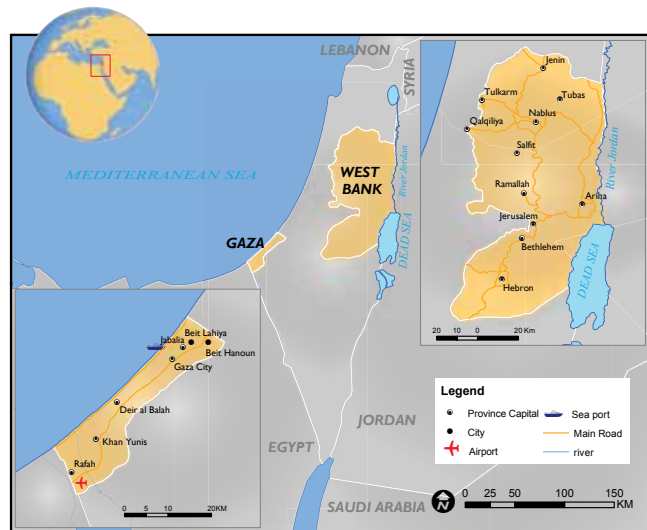 LEBANON
SYRIA
MEDITERRANEAN SEA
WEST
BANK
River Jordan
GAZA
DEAD SEA
EGYPT
JORDAN
SAUDI ARABIA
Jenin
Tulkarm
Tubas
Nablus
Qalqiliya
Salfit
River Jordan
Ramallah
Ariha
Jerusalem
Bethlehem
DEAD SEA
Hebron
20 10 0 20 Km
Beit Lahiya
Jabalia
Beit Hanoun
Gaza City
Deir al Balah
Khan Yunis
Rafah
0 10 20KM
Legend
Province Capital
Sea port
City
Main Road
Airport
river
N
0 25 50 100 150
KM